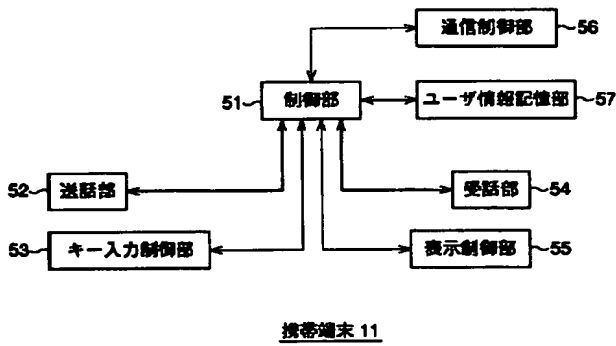 通信制御部 56
51 制御部
ユーザ情報記憶部 57
52 送話部
受話部 54
53 キー入力制御部
表示制御部 55
携帯端末 11